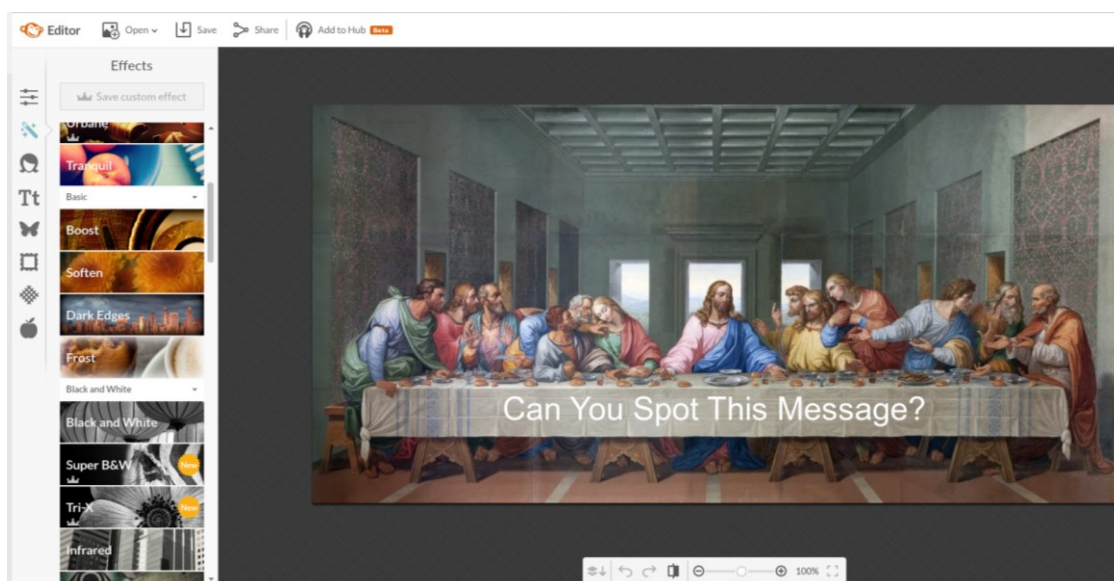 Editor Open Save Share Add to Hub Beta
Effects
Save custom effect
Urbane
Tranquil
Basic
Boost
Soften
Dark Edges
Frost
Black and White
Black and White
Super B&W New
Tri-X New
Infrared
Can You Spot This Message?
100%